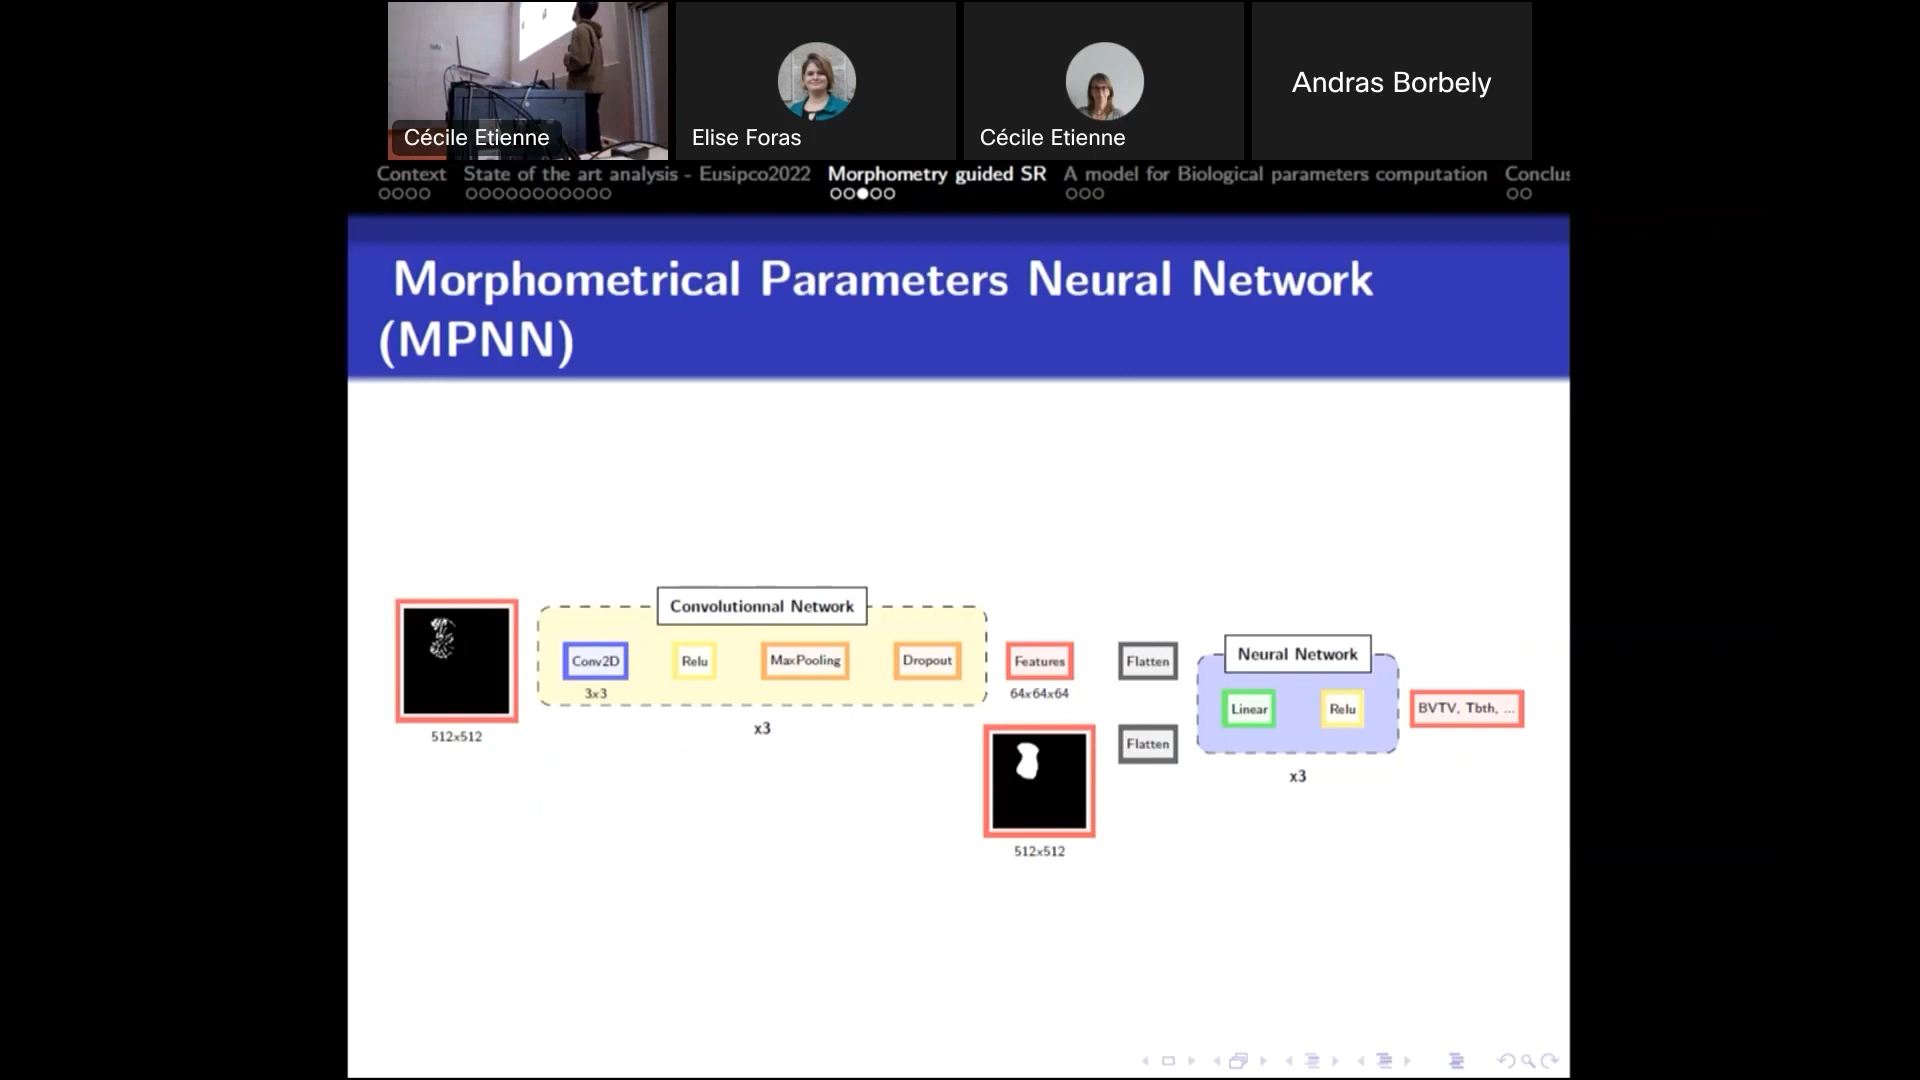 Cécile Etienne
Elise Foras
Cécile Etienne
Andras Borbely
Context State of the art analysis - Eusipco2022 Morphometry guided SR A model for Biological parameters computation Conclus
Morphometrical Parameters Neural Network
(MPNN)
Convolutionnal Network
Conv2D Relu MaxPooling Dropout
3x3
x3
512x512
Features
64x64x64
512x512
Flatten
Flatten
Neural Network
Linear Relu
x3
BVTV, Tbth, ...